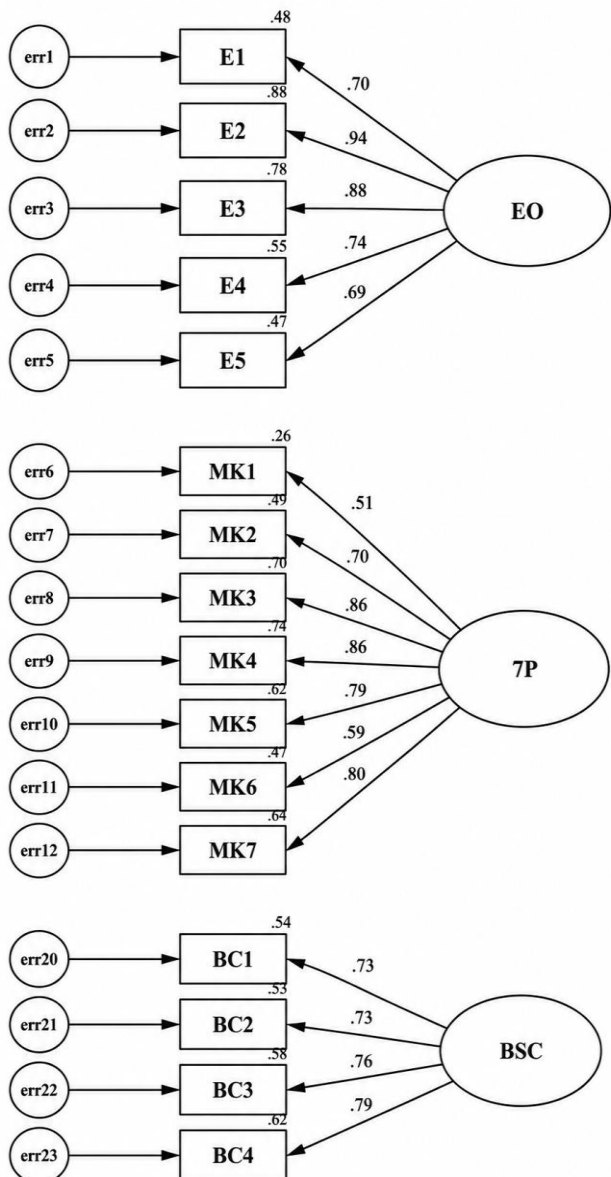 .48
err1
E1
.70
.88
err2
E2
.94
.78
err3
E3
.88
EO
.55
err4
E4
.74
.47
err5
E5
.69
.26
err6
MK1
.51
.49
err7
MK2
.70
.70
err8
MK3
.86
.74
err9
MK4
.86
7P
.62
err10
MK5
.79
.47
err11
MK6
.59
.64
err12
MK7
.80
.54
err20
BC1
.73
.53
err21
BC2
.73
BSC
.58
err22
BC3
.76
.62
err23
BC4
.79